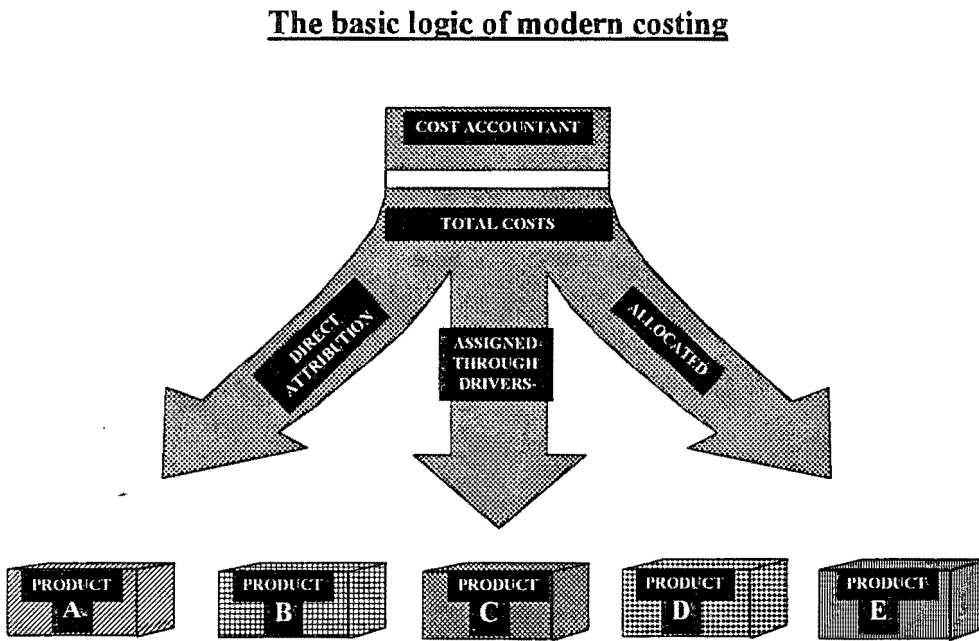 The basic logic of modern costing
COST ACCOUNTANT
TOTAL COSTS
DIRECT
ATTRIBUTION
ASSIGNED
THROUGH
DRIVERS-
ALLOCATED
PRODUCT
A
PRODUCT
B
PRODUCT
C
PRODUCT
D
PRODUCT
E